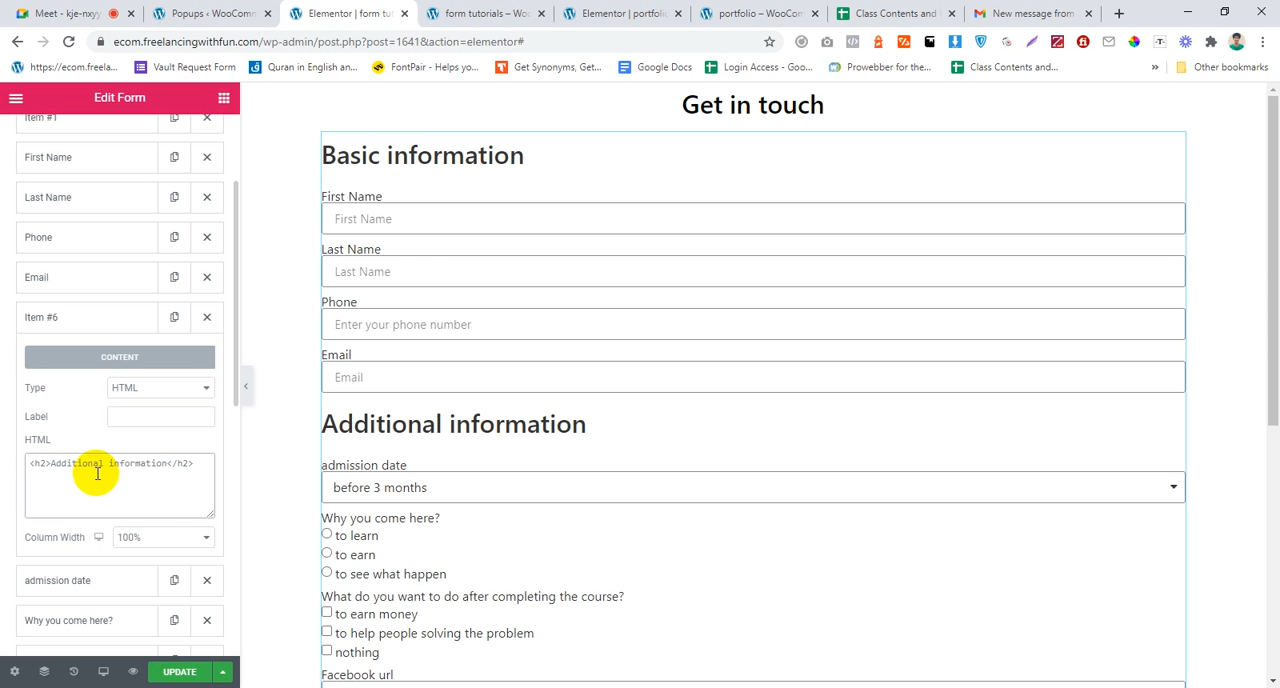 Meet - kje-nxyy
Popups ‹ WooComm
Elementor | form tut
form tutorials – WooC
Elementor | portfolio
portfolio – WooCom
Class Contents and
New message from
ecom.freelancingwithfun.com/wp-admin/post.php?post=1641&action=elementor#
https://ecom.freela...
Vault Request Form
Quran in English an...
FontPair - Helps yo...
Get Synonyms, Get...
Google Docs
Login Access - Goo...
Prowebber for the...
Class Contents and...
»
Other bookmarks
Edit Form
Item #1
First Name
Last Name
Phone
Email
Item #6
CONTENT
Type
HTML
Label
HTML
<h2>Additional information</h2>
Column Width
100%
admission date
Why you come here?
UPDATE
Get in touch
Basic information
First Name
First Name
Last Name
Last Name
Phone
Enter your phone number
Email
Email
Additional information
admission date
before 3 months
Why you come here?
to learn
to earn
to see what happen
What do you want to do after completing the course?
to earn money
to help people solving the problem
nothing
Facebook url